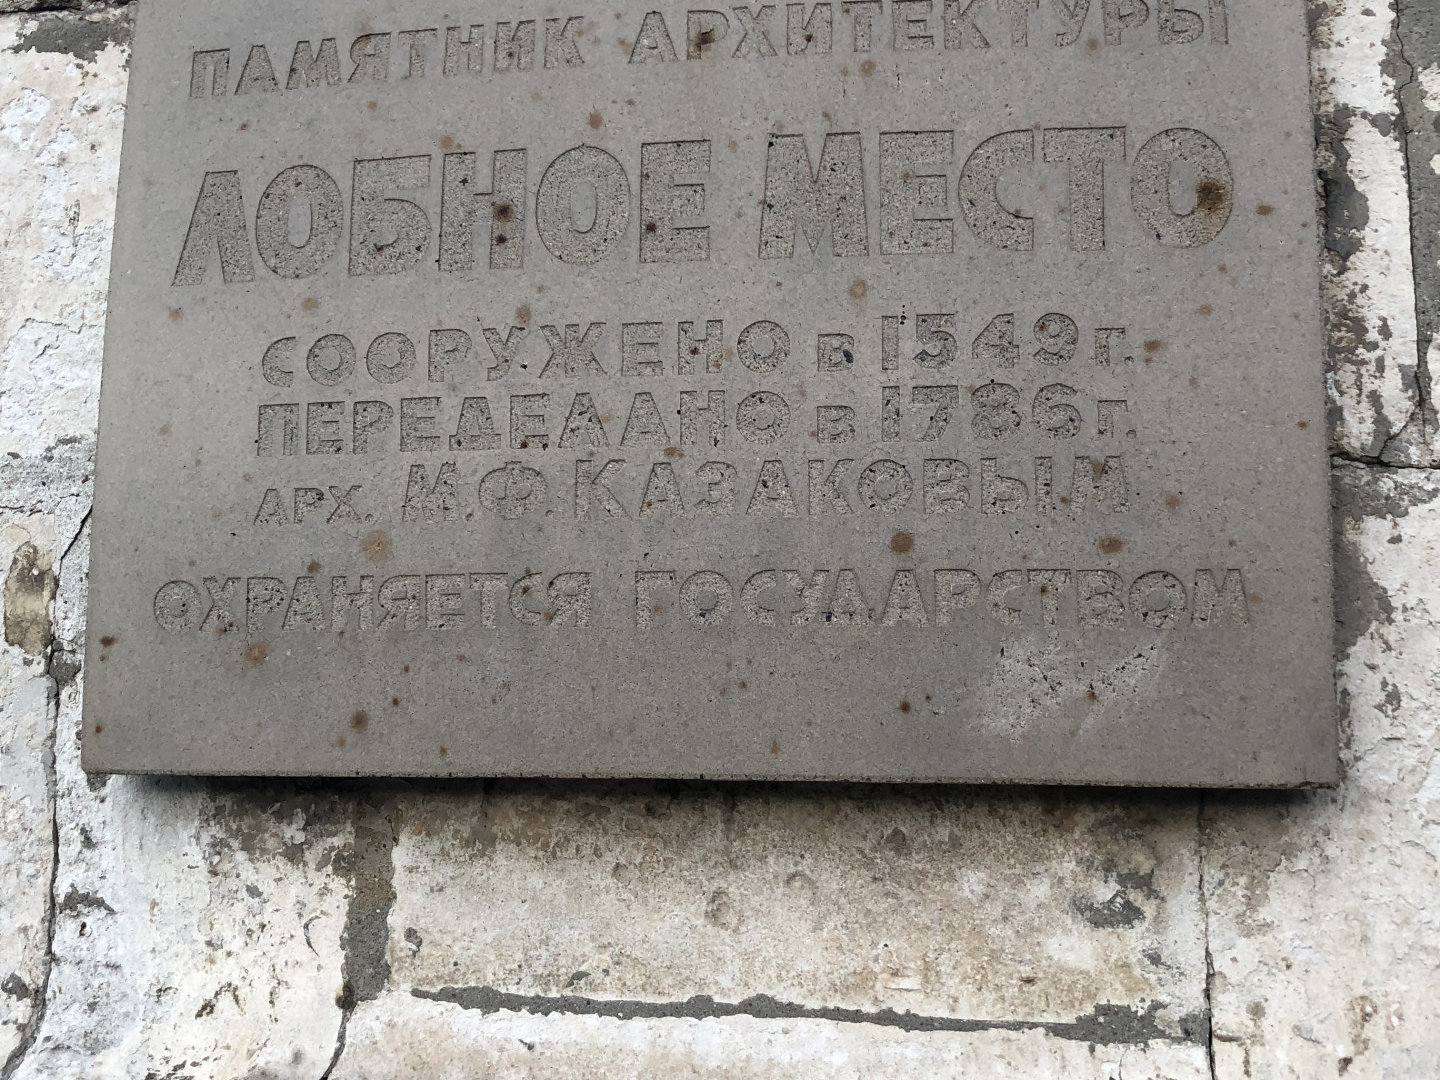 ПАМЯТНИК АРХИТЕКТУРЫ
ЛОБНОЕ МЕСТО
СООРУЖЕНО В 1549 Г.
ПЕРЕДЕЛАНО В 1786 Г.
АРХ. М.Ф. КАЗАКОВЫМ
ОХРАНЯЕТСЯ ГОСУДАРСТВОМ